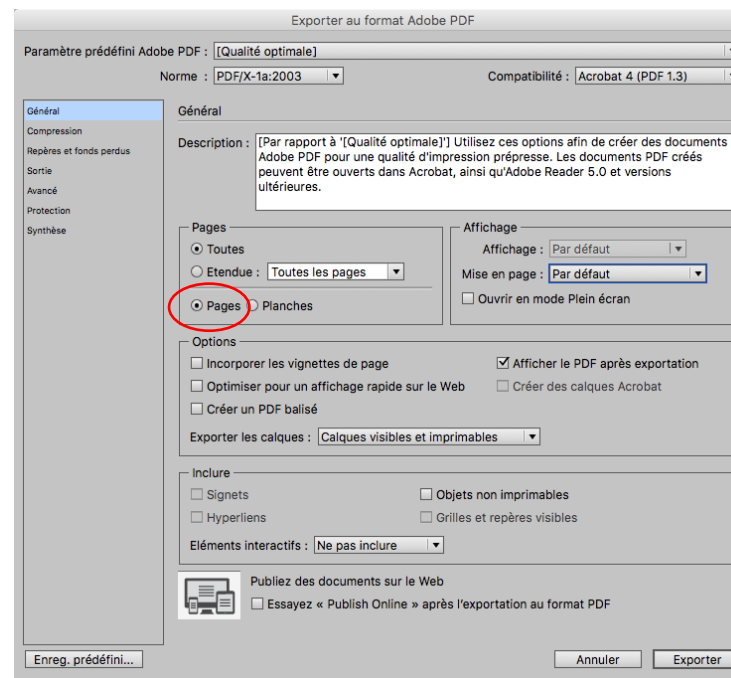 Exporter au format Adobe PDF
Paramètre prédéfini Adobe PDF : [Qualité optimale]
Norme : PDF/X-1a:2003 Compatibilité : Acrobat 4 (PDF 1.3)
Général
Compression
Repères et fonds perdus
Sortie
Avancé
Protection
Synthèse
Général
Description : [Par rapport à '[Qualité optimale]'] Utilisez ces options afin de créer des documents
Adobe PDF pour une qualité d'impression prépresse. Les documents PDF créés
peuvent être ouverts dans Acrobat, ainsi qu'Adobe Reader 5.0 et versions
ultérieures.
Pages
Toutes
Etendue : Toutes les pages
Pages Planches
Affichage
Affichage : Par défaut
Mise en page : Par défaut
Ouvrir en mode Plein écran
Options
Incorporer les vignettes de page Afficher le PDF après exportation
Optimiser pour un affichage rapide sur le Web Créer des calques Acrobat
Créer un PDF balisé
Exporter les calques : Calques visibles et imprimables
Inclure
Signets Objets non imprimables
Hyperliens Grilles et repères visibles
Eléments interactifs : Ne pas inclure
Publiez des documents sur le Web
Essayez « Publish Online » après l'exportation au format PDF
Enreg. prédéfini... Annuler Exporter